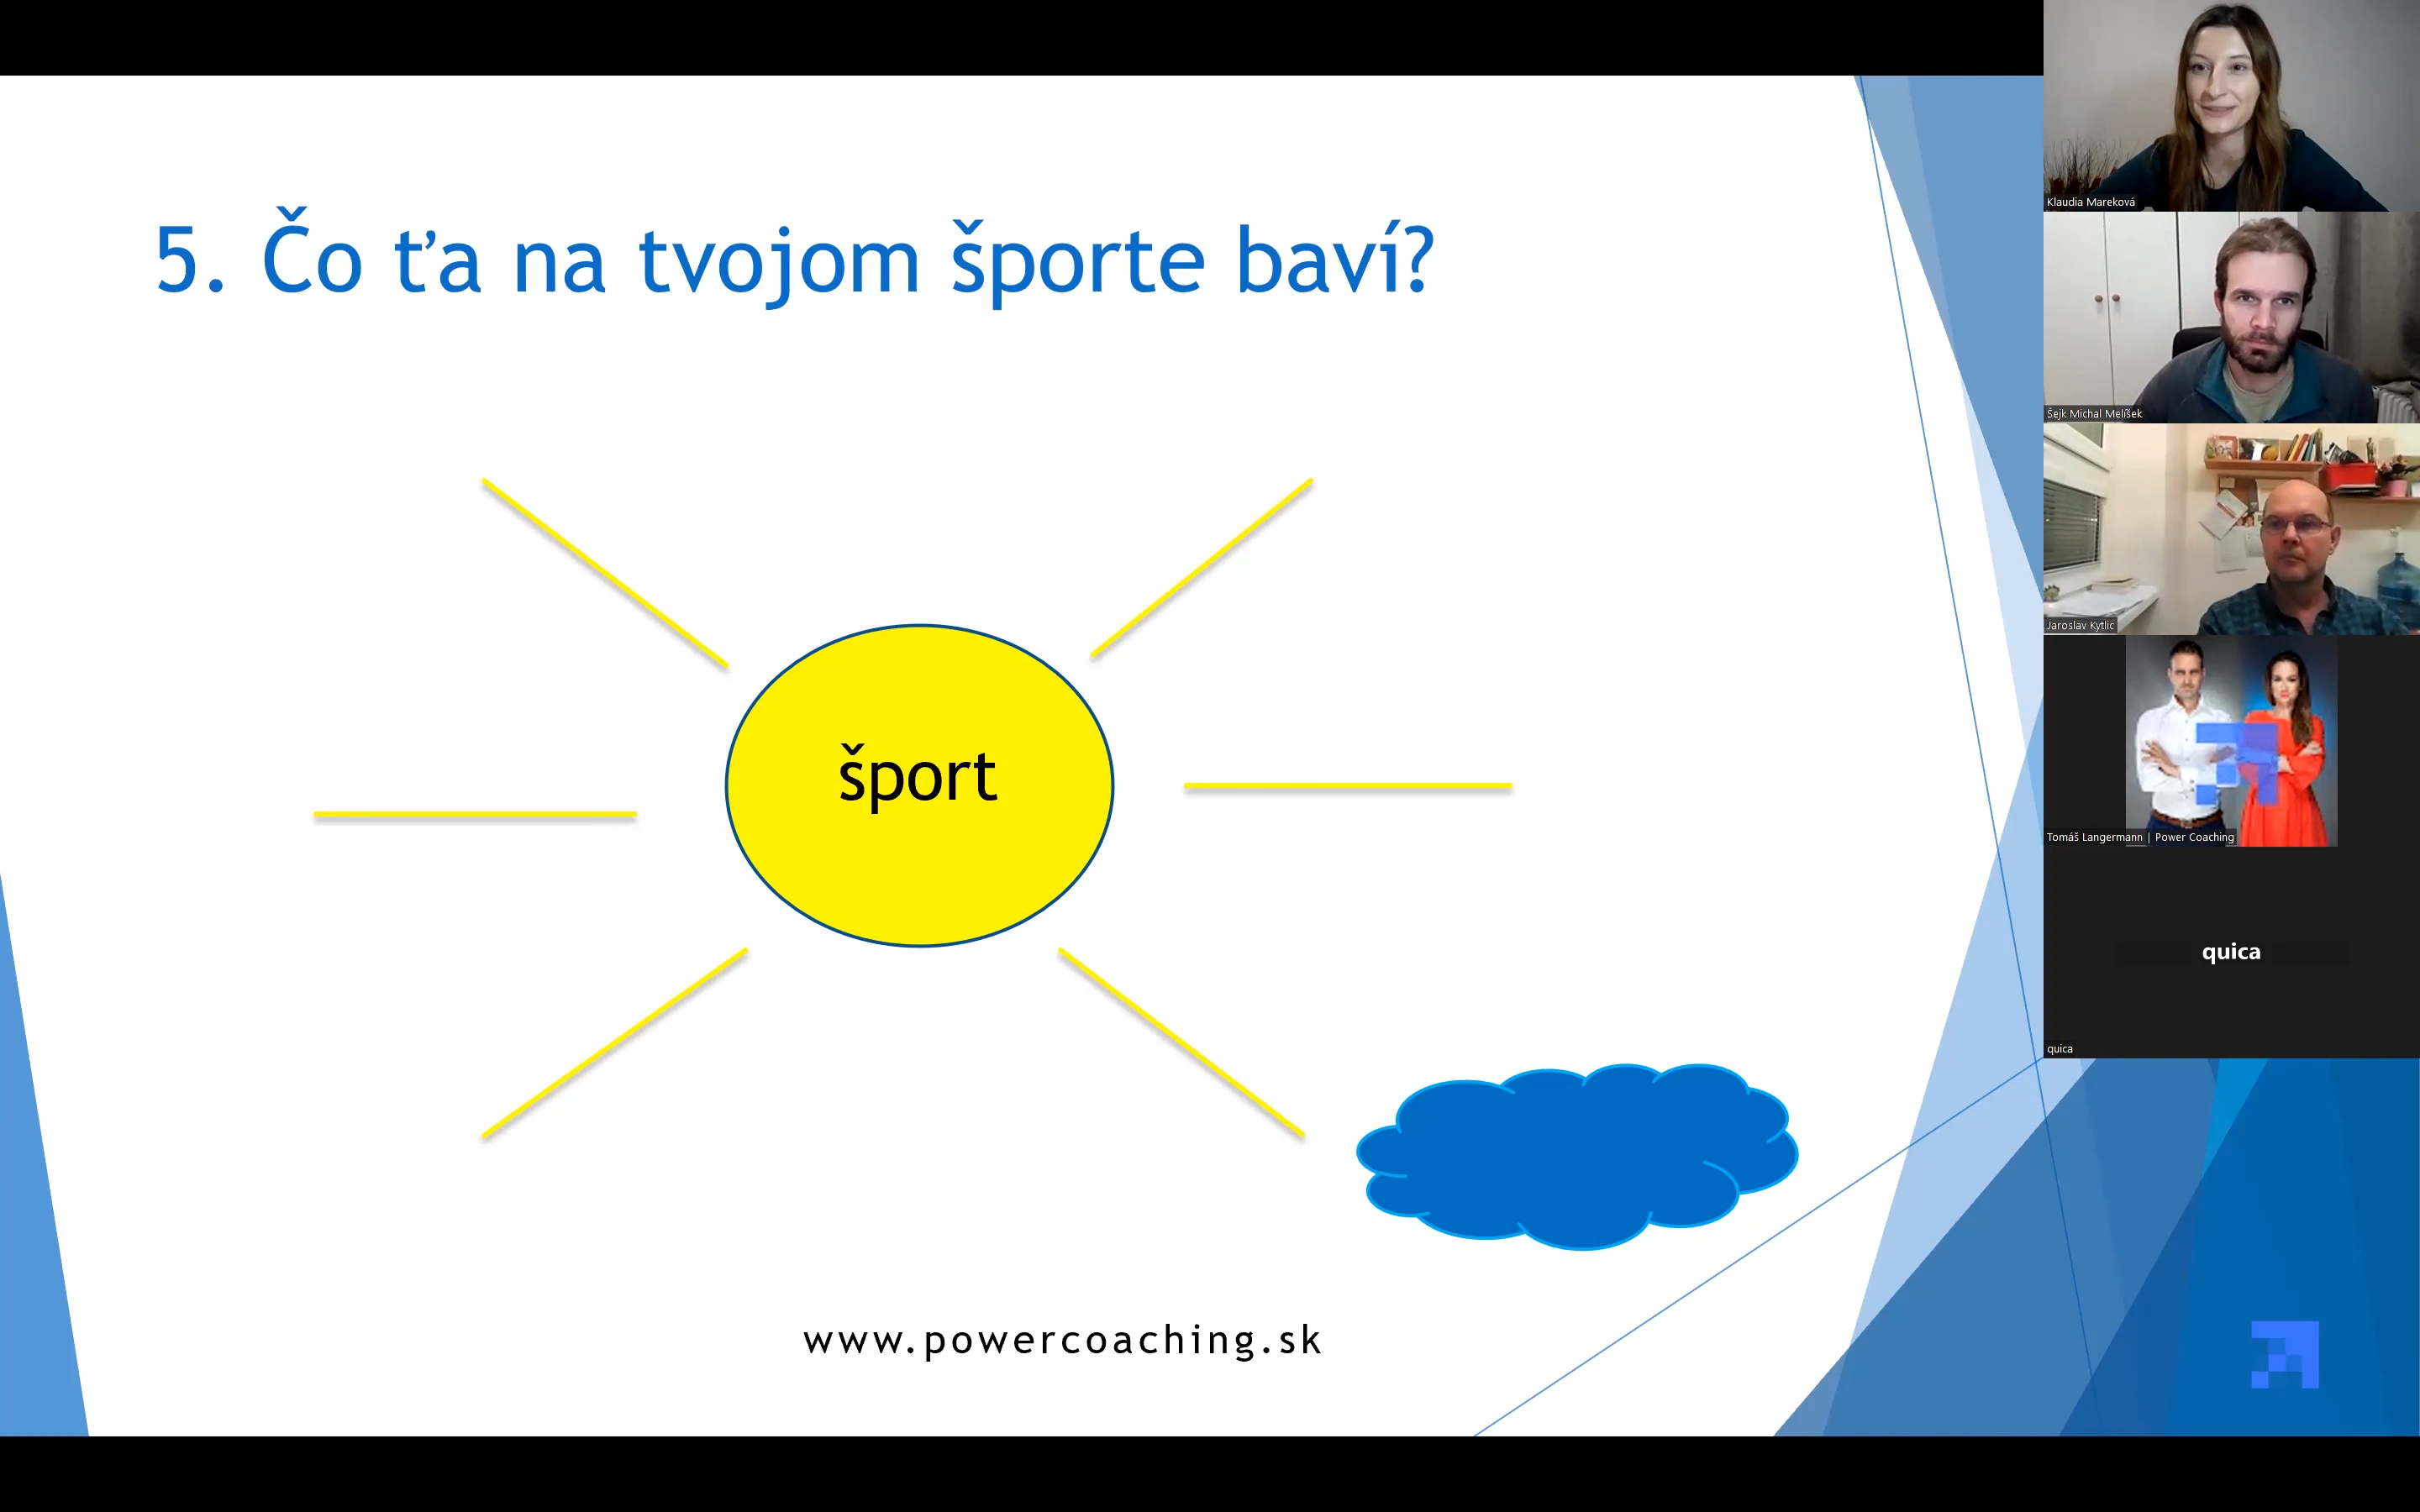 5. Čo ťa na tvojom športe baví?
šport
www.powercoaching.sk
Klaudia Mareková
Šejk Michal Melíšek
Jaroslav Kytlic
Tomáš Langermann | Power Coaching
quica
quica